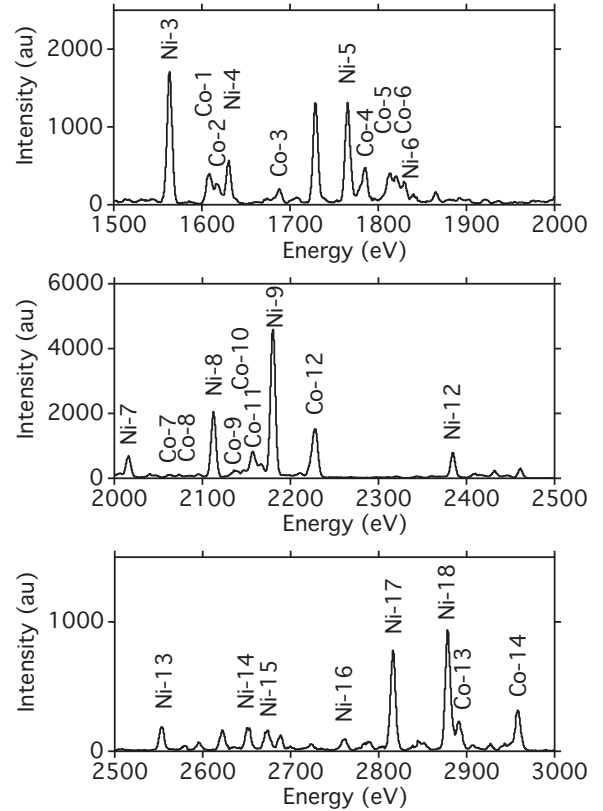 Intensity (au)
2000
1000
0
Ni-3
Co-1
Co-2
Ni-4
Co-3
Ni-5
Co-4
Co-5
Co-6
Ni-6
1500 1600 1700 1800 1900 2000
Energy (eV)
Intensity (au)
6000
4000
2000
0
Ni-7
Co-7
Co-8
Ni-8
Co-9
Co-10
Co-11
Ni-9
Co-12
Ni-12
2000 2100 2200 2300 2400 2500
Energy (eV)
Intensity (au)
1000
0
Ni-13
Ni-14
Ni-15
Ni-16
Ni-17
Ni-18
Co-13
Co-14
2500 2600 2700 2800 2900 3000
Energy (eV)